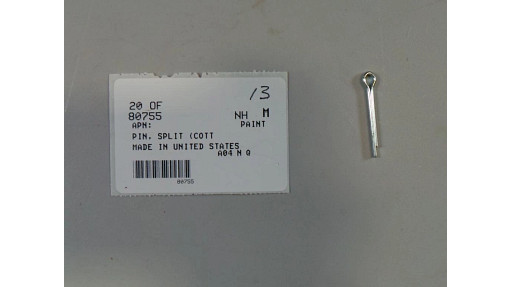 13
20 OF
80755 NH M
APN: PAINT
PIN, SPLIT (COTT
MADE IN UNITED STATES
A04 N Q
80755